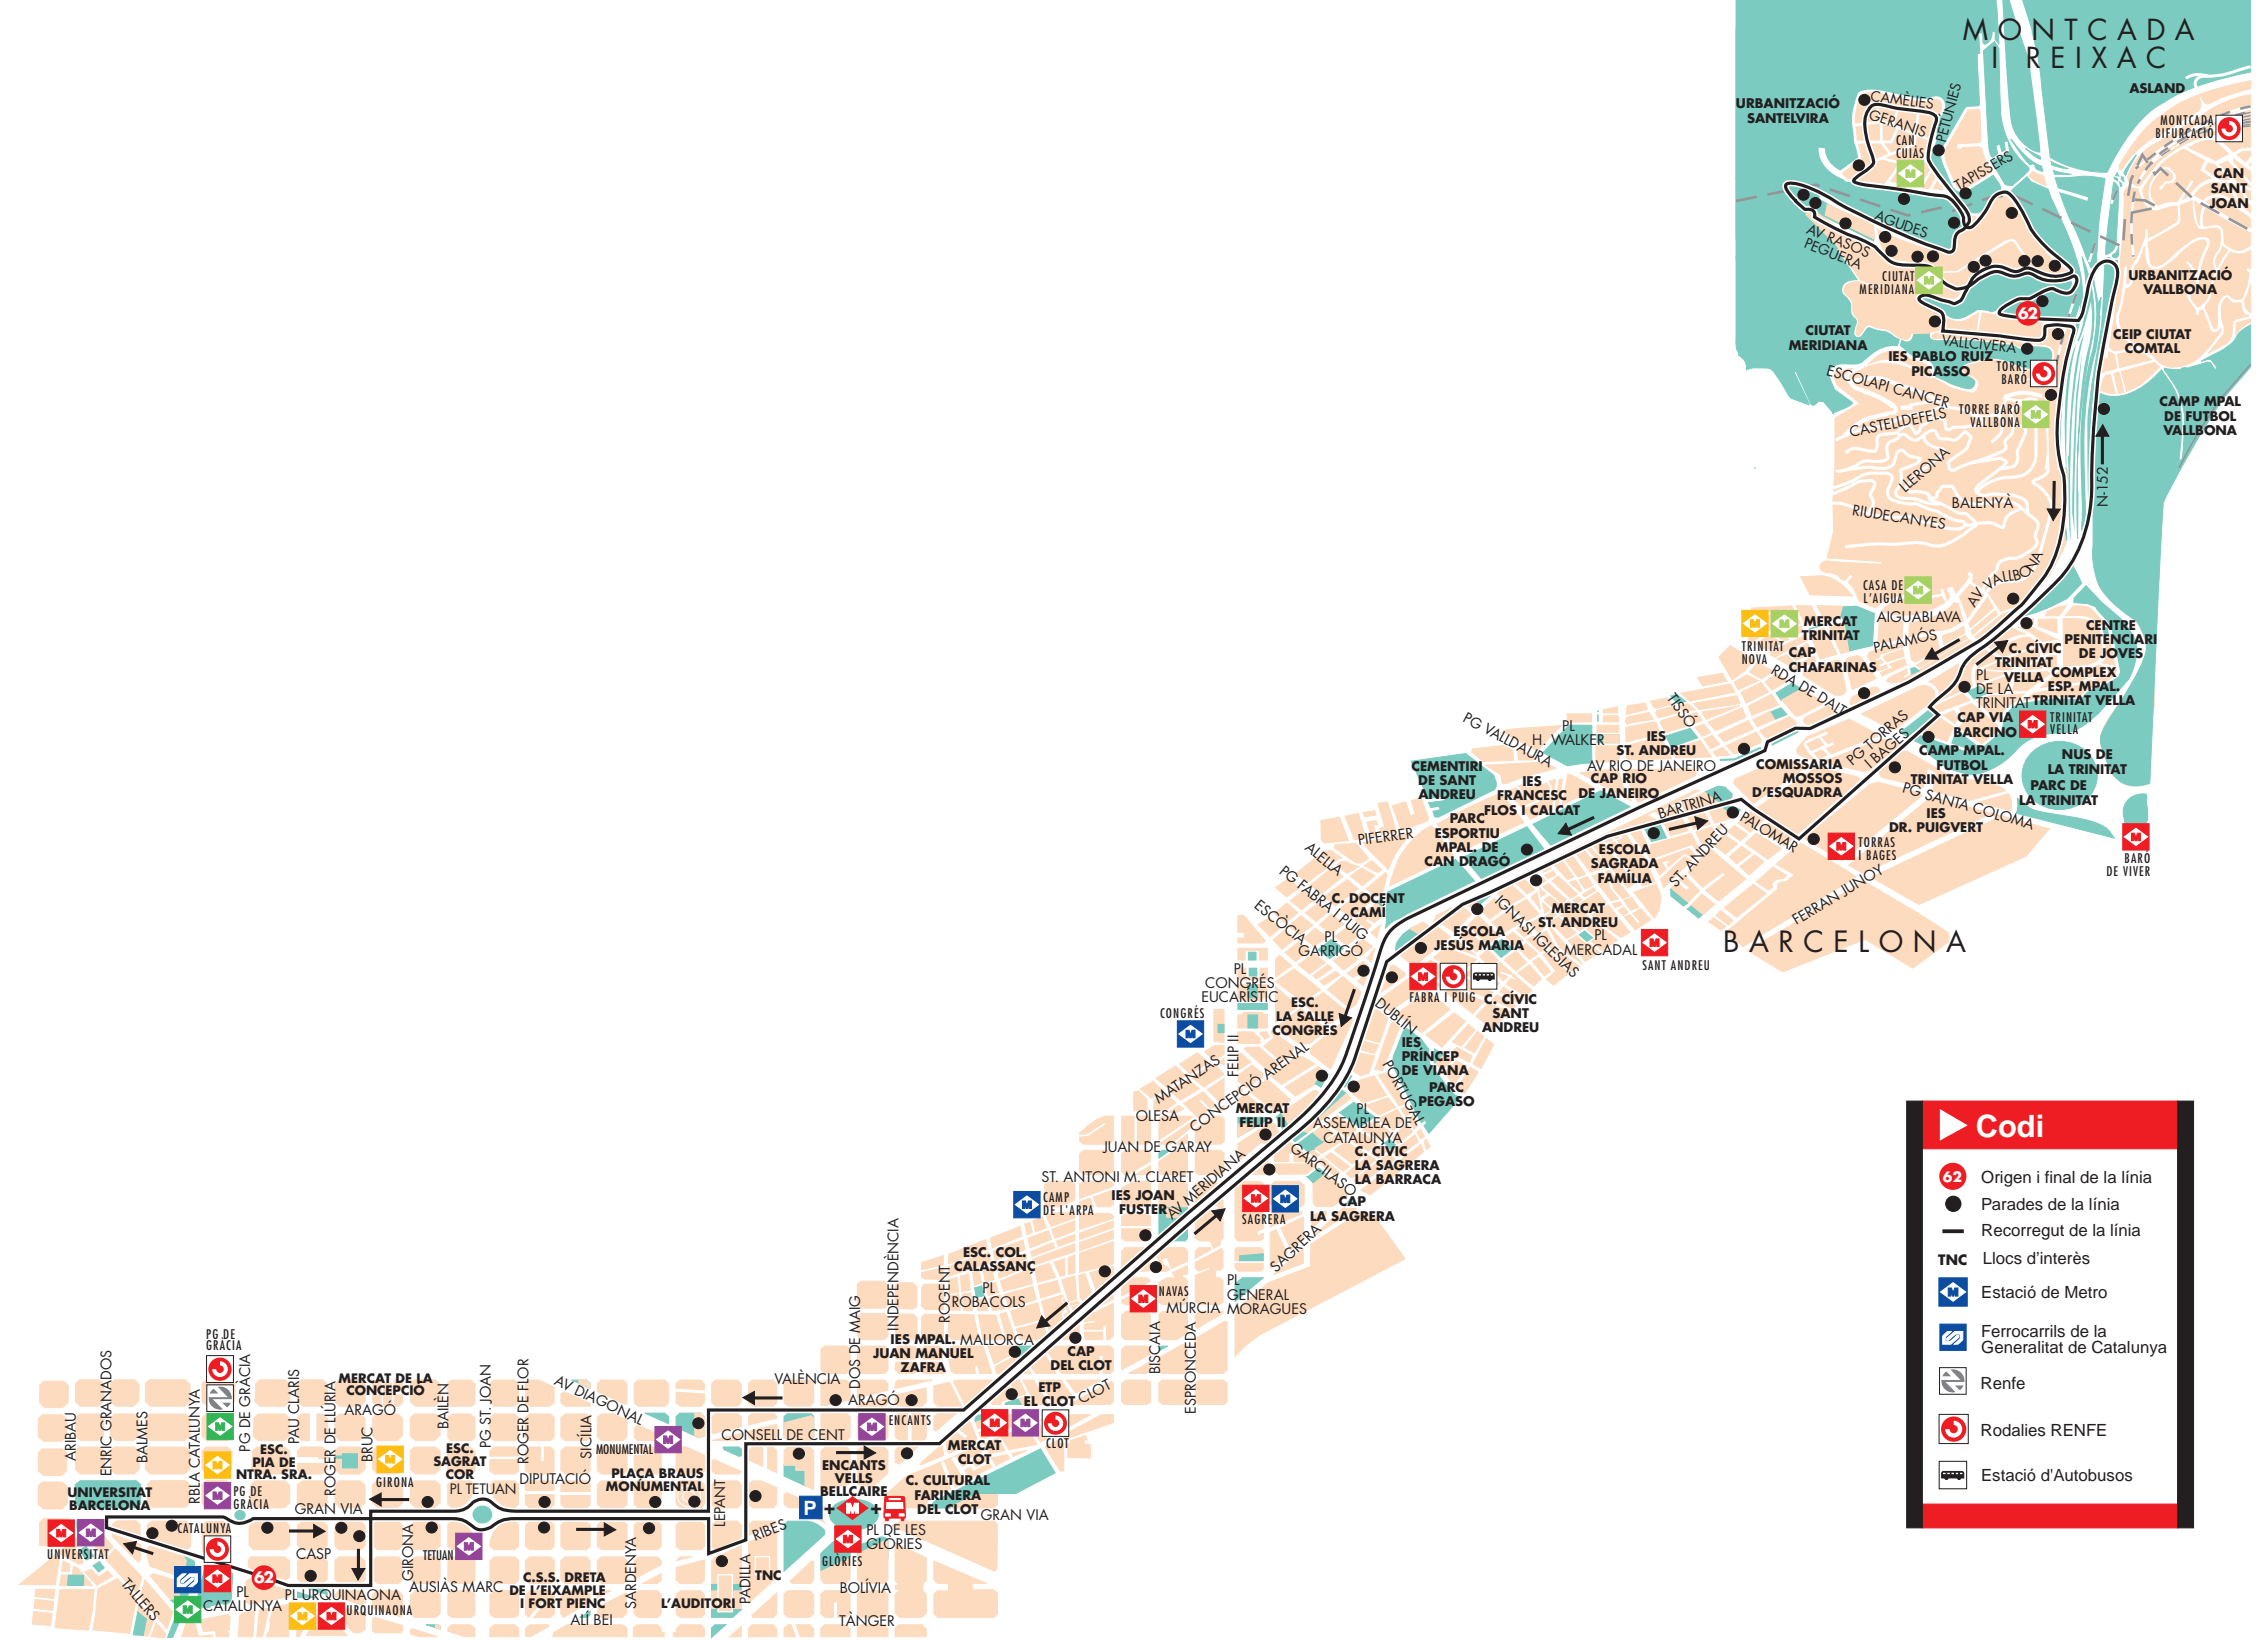 MONTCADA
I REIXAC
ASLAND
MONTCADA
BIFURCACIÓ
CAN
SANT
JOAN
URBANITZACIÓ
SANTELVIRA
CAMÈLIES
GERANIS
PETÚNIES
CAN
CUIÀS
TAPISSERS
AGUDES
AV RASOS
PEGUERA
CIUTAT
MERIDIANA
URBANITZACIÓ
VALLBONA
62
CIUTAT
MERIDIANA
VALLCIVERA
IES PABLO RUIZ
PICASSO
TORRE
BARÓ
CEIP CIUTAT
COMTAL
ESCOLAPI CANCER
CASTELLDEFELS
TORRE BARÓ
VALLBONA
CAMP MPAL
DE FUTBOL
VALLBONA
LLERONA
BALENYÀ
RIUDECANYES
N-152
AV VALLBONA
CASA DE
L'AIGUA
AIGUABLAVA
PALAMÓS
MERCAT
TRINITAT
TRINITAT
NOVA
CAP
CHAFARINAS
RDA DE DALT
CENTRE
PENITENCIARI
DE JOVES
C. CÍVIC
TRINITAT
VELLA
COMPLEX
ESP. MPAL.
TRINITAT VELLA
PL
DE LA
TRINITAT
CAP VIA
BARCINO
TRINITAT
VELLA
PG TORRAS
I BAGES
CAMP MPAL.
FUTBOL
TRINITAT VELLA
NUS DE
LA TRINITAT
PARC DE
LA TRINITAT
PG SANTA COLOMA
IES
DR. PUIGVERT
BARÓ
DE VIVER
TISSÓ
PG VALLDAURA
PL
H. WALKER
IES
ST. ANDREU
AV RIO DE JANEIRO
CAP RIO
DE JANEIRO
COMISSARIA
MOSSOS
D'ESQUADRA
CEMENTIRI
DE SANT
ANDREU
IES
FRANCESC
FLOS I CALCAT
PARC
ESPORTIU
MPAL. DE
CAN DRAGÓ
BARTRINA
PALOMAR
TORRAS
I BAGES
FERRAN JUNOY
ST. ANDREU
ESCOLA
SAGRADA
FAMÍLIA
PIFERRER
ALELLA
PG FABRA I PUIG
ESCÒCIA
C. DOCENT
CAMÍ
PL
GARRIGÓ
IGNASI IGLESIAS
MERCAT
ST. ANDREU
PL
MERCADAL
SANT ANDREU
ESCOLA
JESÚS MARIA
BARCELONA
FABRA I PUIG
C. CÍVIC
SANT
ANDREU
PL
CONGRÉS
EUCARÍSTIC
CONGRÉS
ESC.
LA SALLE
CONGRÉS
DUBLÍN
IES
PRÍNCEP
DE VIANA
PARC
PEGASO
PORTUGAL
FELIP II
MATANZAS
CONCEPCIÓ ARENAL
OLESA
MERCAT
FELIP II
PL
ASSEMBLEA DE
CATALUNYA
JUAN DE GARAY
C. CÍVIC
LA SAGRERA
LA BARRACA
GARCILASO
AV MERIDIANA
ST. ANTONI M. CLARET
CAMP
DE L'ARPA
IES JOAN
FUSTER
SAGRERA
CAP
LA SAGRERA
SAGRERA
INDEPENDÈNCIA
ESC. COL.
CALASSANÇ
ROGENT
PL
ROBACOLS
DOS DE MAIG
NAVAS
MÚRCIA
PL
GENERAL
MORAGUES
BISCAIA
ESPRONCEDA
IES MPAL.
JUAN MANUEL
ZAFRA
MALLORCA
CAP
DEL CLOT
VALÈNCIA
ARAGÓ
ETP
EL CLOT
CLOT
ENCANTS
CLOT
CONSELL DE CENT
MERCAT
CLOT
ENCANTS
VELLS
BELLCAIRE
C. CULTURAL
FARINERA
DEL CLOT
GRAN VIA
P
+
+
PL DE LES
GLÒRIES
GLÒRIES
LEPANT
RIBES
PADILLA
TNC
BOLÍVIA
TÀNGER
L'AUDITORI
PG DE
GRÀCIA
ARIBAU
ENRIC GRANADOS
BALMES
RBLA CATALUNYA
PG DE GRÀCIA
PAU CLARIS
ROGER DE LLÚRIA
MERCAT DE LA
CONCEPCIÓ
ARAGÓ
BRUC
BAILÈN
PG ST. JOAN
ROGER DE FLOR
AV DIAGONAL
SICÍLIA
MONUMENTAL
ESC.
PIA DE
NTRA. SRA.
GIRONA
ESC.
SAGRAT
COR
PL TETUAN
DIPUTACIÓ
PLAÇA BRAUS
MONUMENTAL
UNIVERSITAT
BARCELONA
PG DE
GRÀCIA
GRAN VIA
CATALUNYA
UNIVERSITAT
CASP
GIRONA
TETUAN
SARDENYA
62
TALLERS
PL
CATALUNYA
PL URQUINAONA
URQUINAONA
AUSIÀS MARC
C.S.S. DRETA
DE L'EIXAMPLE
I FORT PIENC
ALÍ BEI
Codi
62 Origen i final de la línia
Parades de la línia
Recorregut de la línia
TNC Llocs d'interès
Estació de Metro
Ferrocarrils de la
Generalitat de Catalunya
Renfe
Rodalies RENFE
Estació d'Autobusos